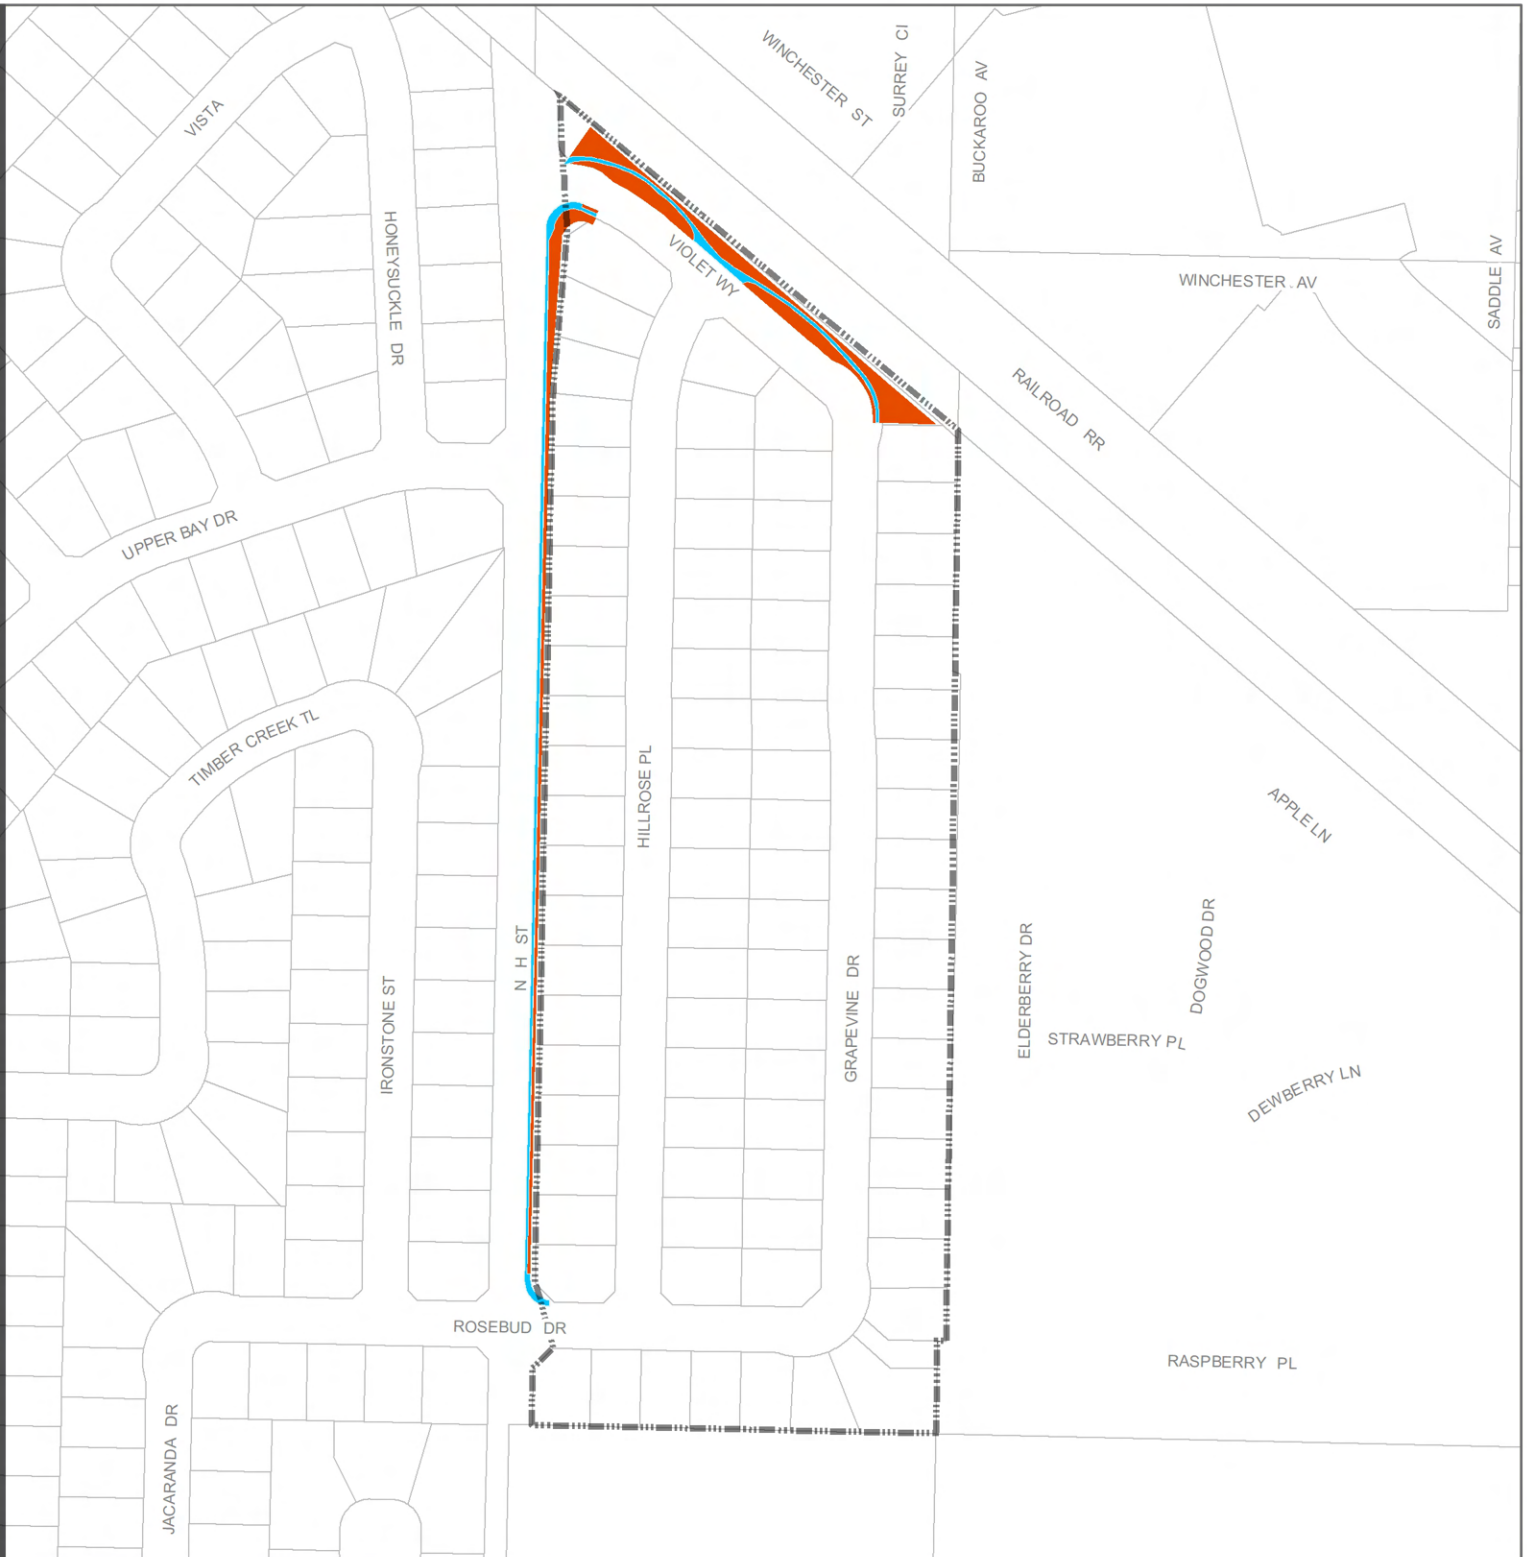 WINCHESTER ST
SURREY CI
BUCKAROO AV
VISTA
HONEYSUCKLE DR
VIOLET WY
WINCHESTER AV
SADDLE AV
RAILROAD RR
UPPER BAY DR
TIMBER CREEK TL
HILLROSE PL
APPLE LN
N H ST
IRONSTONE ST
GRAPEVINE DR
ELDERBERRY DR
DOGWOOD DR
STRAWBERRY PL
DEWBERRY LN
ROSEBUD DR
RASPBERRY PL
JACARANDA DR